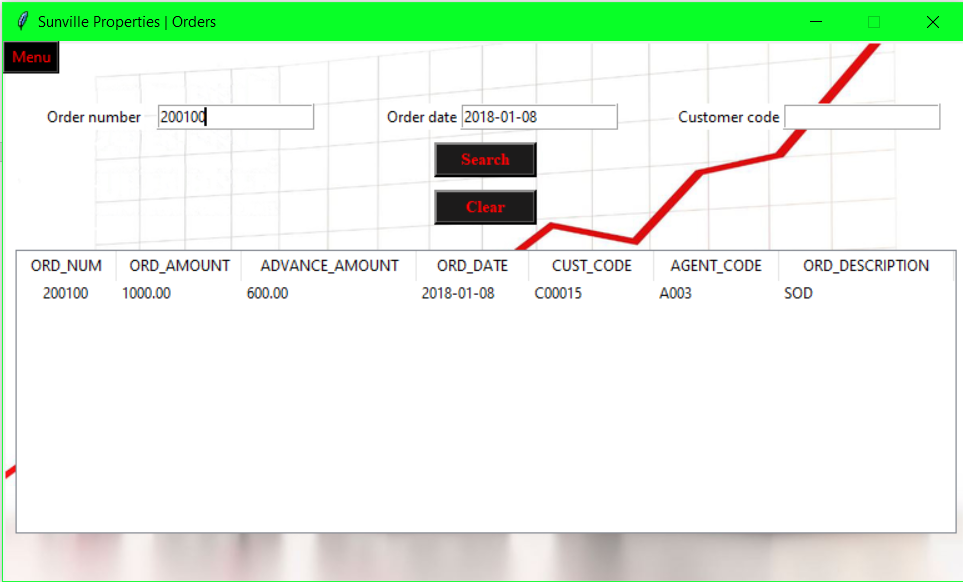 Sunville Properties | Orders
Menu
Order number 200100 Order date 2018-01-08 Customer code
Search
Clear
ORD_NUM ORD_AMOUNT ADVANCE_AMOUNT ORD_DATE CUST_CODE AGENT_CODE ORD_DESCRIPTION
200100 1000.00 600.00 2018-01-08 C00015 A003 SOD